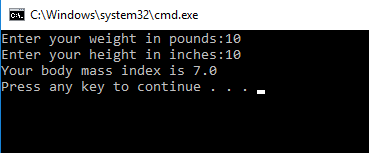 C:\Windows\system32\cmd.exe
Enter your weight in pounds:10
Enter your height in inches:10
Your body mass index is 7.0
Press any key to continue . . .